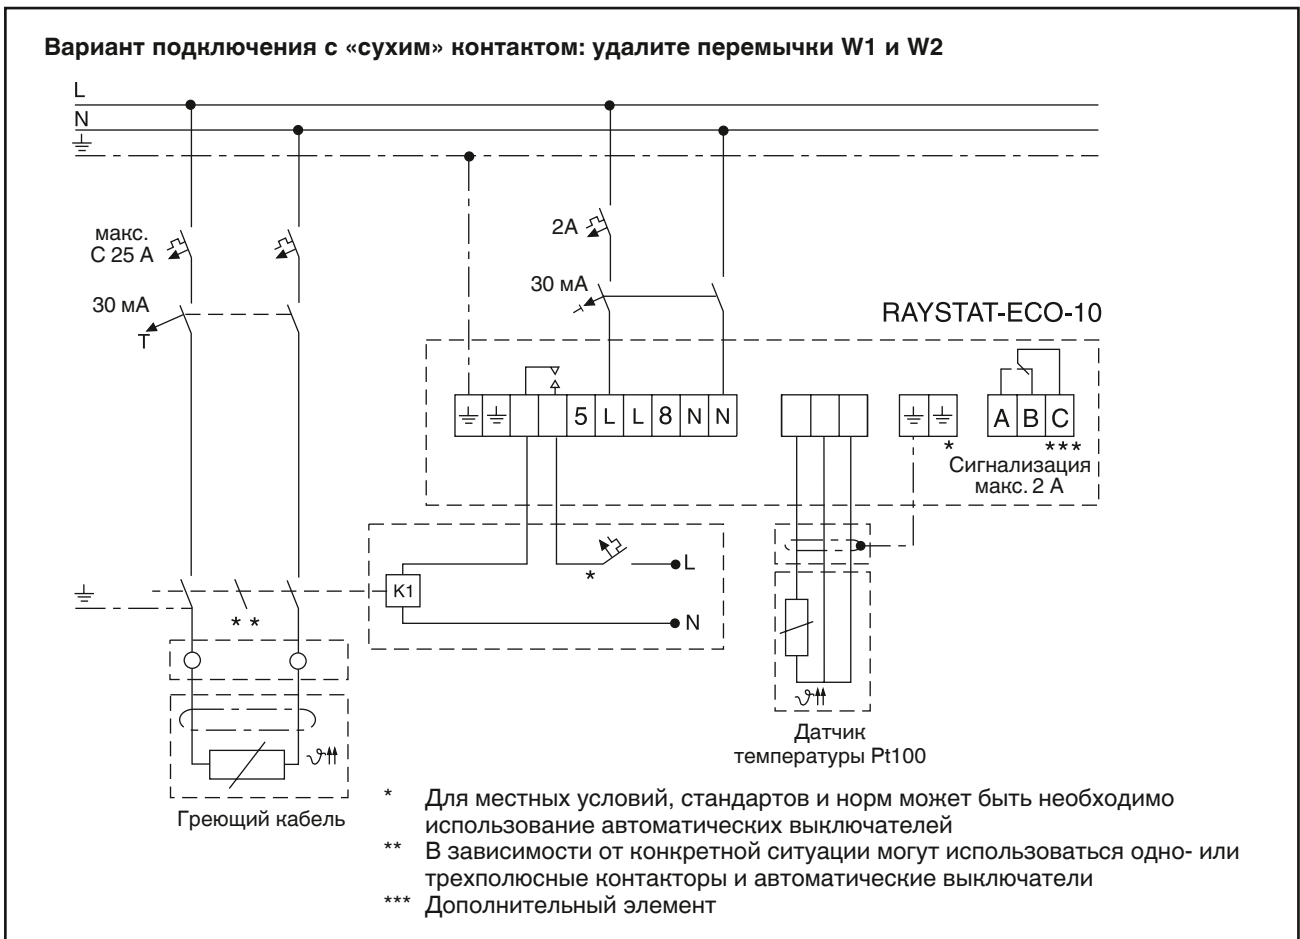 Вариант подключения с «сухим» контактом: удалите перемычки W1 и W2
L
N
макс.
C 25 A
30 мА
T
2A
30 мА
RAYSTAT-ECO-10
5 L L 8 N N
A B C
*
***
Сигнализация
макс. 2 А
*
L
K1
N
* *
Датчик
температуры Pt100
Греющий кабель
* Для местных условий, стандартов и норм может быть необходимо
использование автоматических выключателей
** В зависимости от конкретной ситуации могут использоваться одно- или
трехполюсные контакторы и автоматические выключатели
*** Дополнительный элемент